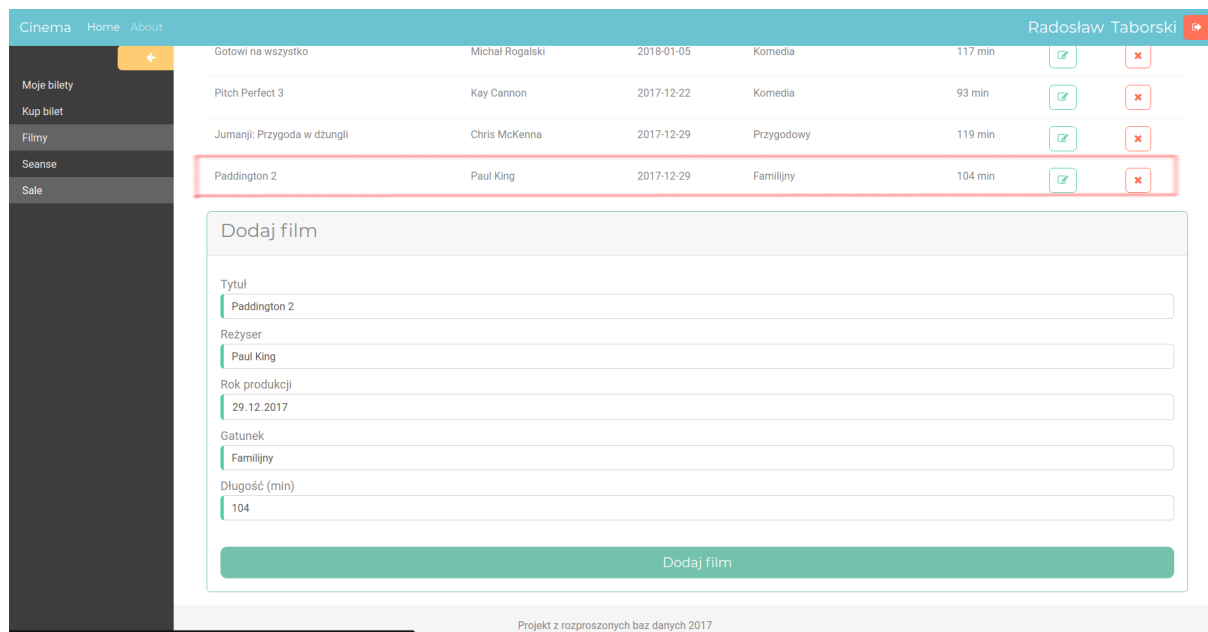 Cinema Home About Radosław Taborski
Moje bilety
Kup bilet
Filmy
Seanse
Sale
Gotowi na wszystko Michał Rogalski 2018-01-05 Komedia 117 min
Pitch Perfect 3 Kay Cannon 2017-12-22 Komedia 93 min
Jumanji: Przygoda w dżungli Chris McKenna 2017-12-29 Przygodowy 119 min
Paddington 2 Paul King 2017-12-29 Familijny 104 min
Dodaj film
Tytuł
Paddington 2
Reżyser
Paul King
Rok produkcji
29.12.2017
Gatunek
Familijny
Długość (min)
104
Dodaj film
Projekt z rozproszonych baz danych 2017